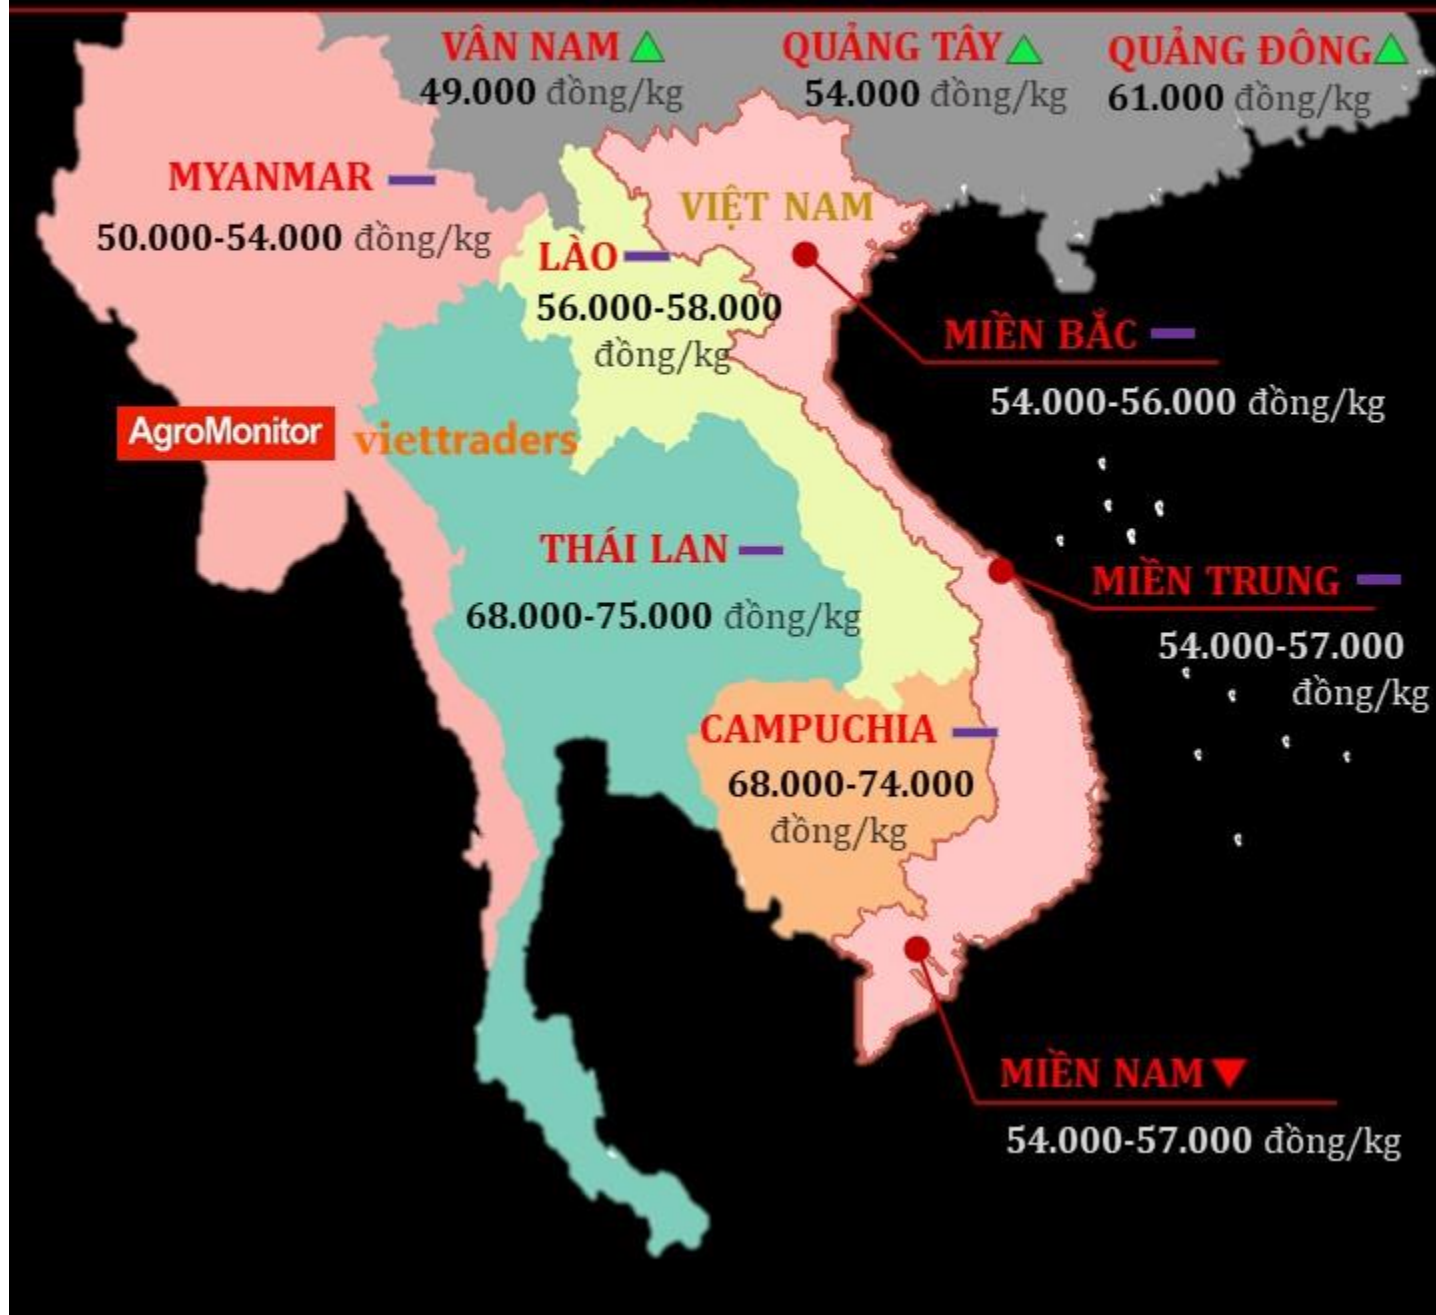 VÂN NAM
49.000 đồng/kg
QUẢNG TÂY
54.000 đồng/kg
QUẢNG ĐÔNG
61.000 đồng/kg
MYANMAR
50.000-54.000 đồng/kg
VIỆT NAM
LÀO
56.000-58.000
đồng/kg
MIỀN BẮC
54.000-56.000 đồng/kg
AgroMonitor
viettraders
THÁI LAN
68.000-75.000 đồng/kg
MIỀN TRUNG
54.000-57.000
đồng/kg
CAMPUCHIA
68.000-74.000
đồng/kg
MIỀN NAM
54.000-57.000 đồng/kg